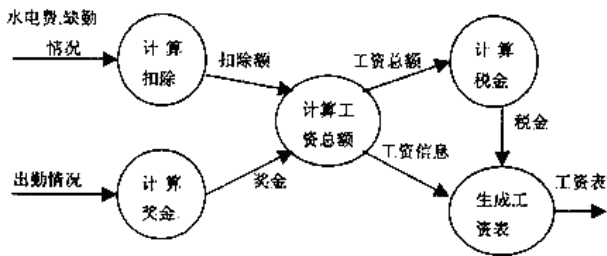 水电费,缺勤
情况
计 算
扣除
扣除额
计算工
资总额
工资总额
计 算
税金
税金
工资信息
出勤情况
计 算
奖金.
奖金
生成工
资表
工资表